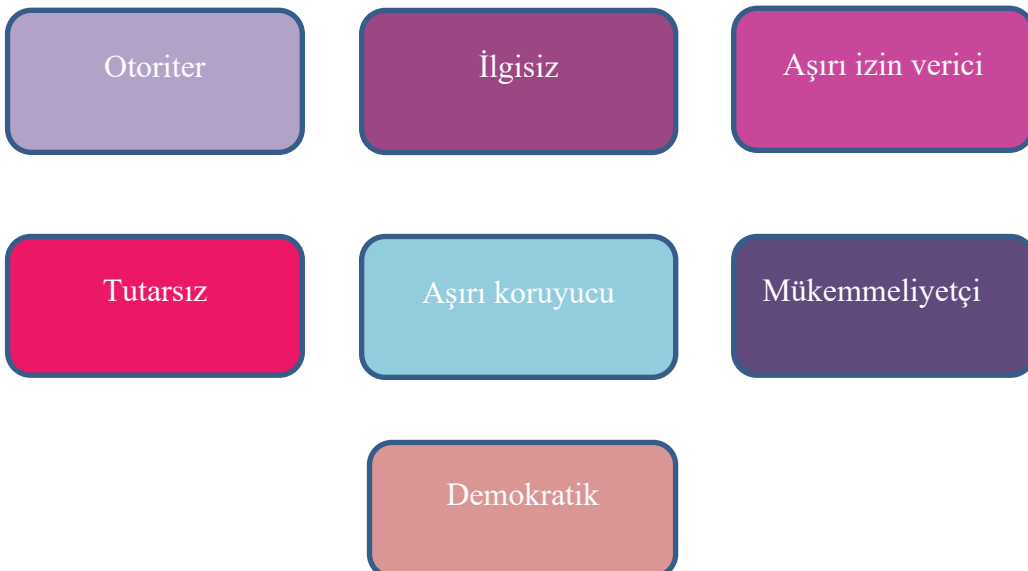 Otoriter
İlgisiz
Aşırı izin verici
Tutarsız
Aşırı koruyucu
Mükemmeliyetçi
Demokratik